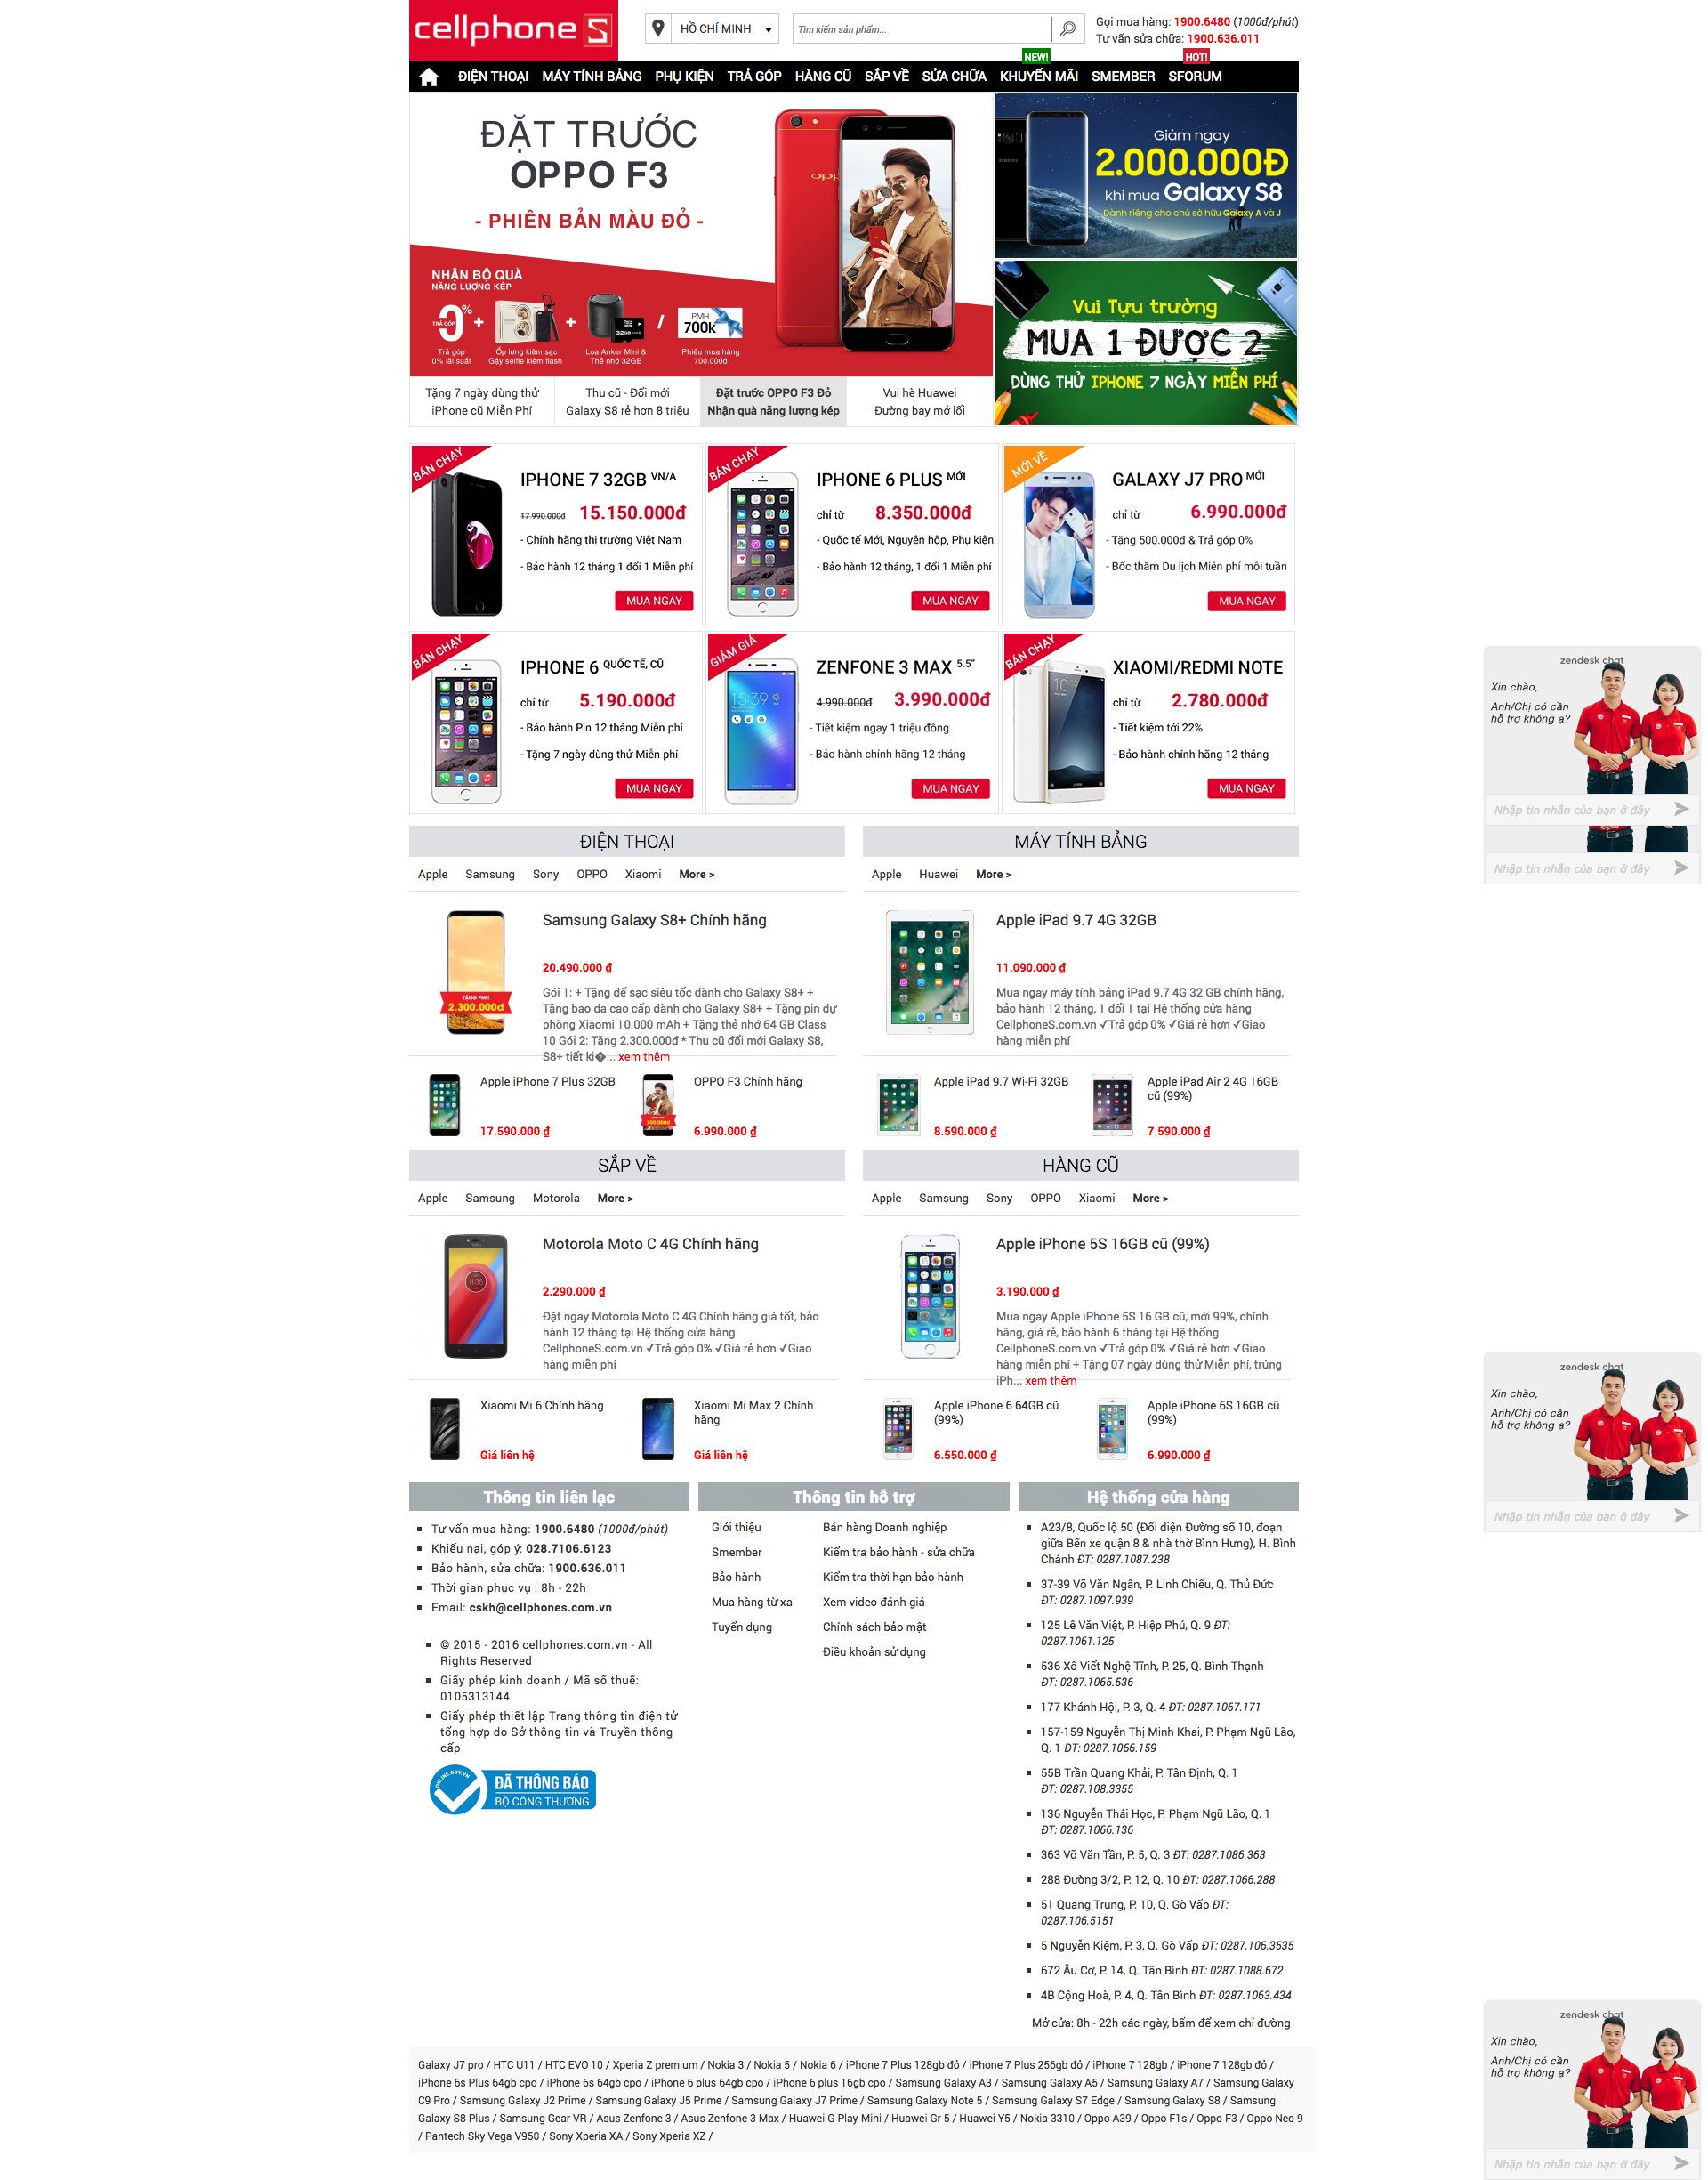 cellphone S
HỒ CHÍ MINH
Tìm kiếm sản phẩm...
Gọi mua hàng: 1900.6480 (1000đ/phút)
Tư vấn sửa chữa: 1900.636.011
NEW!
HOT!
ĐIỆN THOẠI MÁY TÍNH BẢNG PHỤ KIỆN TRẢ GÓP HÀNG CŨ SẮP VỀ SỬA CHỮA KHUYẾN MÃI SMEMBER SFORUM
ĐẶT TRƯỚC
OPPO F3
- PHIÊN BẢN MÀU ĐỎ -
NHẬN BỘ QUÀ
NĂNG LƯỢNG KÉP
TRẢ GÓP 0% + + / PMH 700k
Trả góp
0% lãi suất
Ốp lưng kiêm sạc
Gậy selfie kiêm flash
Loa Anker Mini &
Thẻ nhớ 32GB
Phiếu mua hàng
700.000đ
Giảm ngay
2.000.000Đ
khi mua Galaxy S8
Dành riêng cho chủ sở hữu Galaxy A và J
Vui Tựu trường
MUA 1 ĐƯỢC 2
DÙNG THỬ IPHONE 7 NGÀY MIỄN PHÍ
Tặng 7 ngày dùng thử
iPhone cũ Miễn Phí
Thu cũ - Đổi mới
Galaxy S8 rẻ hơn 8 triệu
Đặt trước OPPO F3 Đỏ
Nhận quà năng lượng kép
Vui hè Huawei
Đường bay mở lối
BÁN CHẠY
IPHONE 7 32GB VN/A
17.990.000đ 15.150.000đ
- Chính hãng thị trường Việt Nam
- Bảo hành 12 tháng 1 đổi 1 Miễn phí
MUA NGAY
BÁN CHẠY
IPHONE 6 PLUS MỚI
chỉ từ 8.350.000đ
- Quốc tế Mới, Nguyên hộp, Phụ kiện
- Bảo hành 12 tháng, 1 đổi 1 Miễn phí
MUA NGAY
MỚI VỀ
GALAXY J7 PRO MỚI
chỉ từ 6.990.000đ
- Tặng 500.000đ & Trả góp 0%
- Bốc thăm Du lịch Miễn phí mỗi tuần
MUA NGAY
BÁN CHẠY
IPHONE 6 QUỐC TẾ, CŨ
chỉ từ 5.190.000đ
- Bảo hành Pin 12 tháng Miễn phí
- Tặng 7 ngày dùng thử Miễn phí
MUA NGAY
GIẢM GIÁ
ZENFONE 3 MAX 5.5"
4.990.000đ 3.990.000đ
- Tiết kiệm ngay 1 triệu đồng
- Bảo hành chính hãng 12 tháng
MUA NGAY
BÁN CHẠY
XIAOMI/REDMI NOTE
chỉ từ 2.780.000đ
- Tiết kiệm tới 22%
- Bảo hành chính hãng 12 tháng
MUA NGAY
zendesk chat
Xin chào,
Anh/Chị có cần
hỗ trợ không ạ?
Nhập tin nhắn của bạn ở đây
Nhập tin nhắn của bạn ở đây
ĐIỆN THOẠI
Apple Samsung Sony OPPO Xiaomi More >
Samsung Galaxy S8+ Chính hãng
TẶNG PMH
2.300.000đ
20.490.000 ₫
Gói 1: + Tặng đế sạc siêu tốc dành cho Galaxy S8+ +
Tặng bao da cao cấp dành cho Galaxy S8+ + Tặng pin dự
phòng Xiaomi 10.000 mAh + Tặng thẻ nhớ 64 GB Class
10 Gói 2: Tặng 2.300.000đ * Thu cũ đổi mới Galaxy S8,
S8+ tiết ki�... xem thêm
Apple iPhone 7 Plus 32GB
17.590.000 ₫
OPPO F3 Chính hãng
700.000đ
6.990.000 ₫
MÁY TÍNH BẢNG
Apple Huawei More >
Apple iPad 9.7 4G 32GB
11.090.000 ₫
Mua ngay máy tính bảng iPad 9.7 4G 32 GB chính hãng,
bảo hành 12 tháng, 1 đổi 1 tại Hệ thống cửa hàng
CellphoneS.com.vn ✓Trả góp 0% ✓Giá rẻ hơn ✓Giao
hàng miễn phí
Apple iPad 9.7 Wi-Fi 32GB
8.590.000 ₫
Apple iPad Air 2 4G 16GB
cũ (99%)
7.590.000 ₫
SẮP VỀ
Apple Samsung Motorola More >
Motorola Moto C 4G Chính hãng
2.290.000 ₫
Đặt ngay Motorola Moto C 4G Chính hãng giá tốt, bảo
hành 12 tháng tại Hệ thống cửa hàng
CellphoneS.com.vn ✓Trả góp 0% ✓Giá rẻ hơn ✓Giao
hàng miễn phí
Xiaomi Mi 6 Chính hãng
Giá liên hệ
Xiaomi Mi Max 2 Chính
hãng
Giá liên hệ
HÀNG CŨ
Apple Samsung Sony OPPO Xiaomi More >
Apple iPhone 5S 16GB cũ (99%)
3.190.000 ₫
Mua ngay Apple iPhone 5S 16 GB cũ, mới 99%, chính
hãng, giá rẻ, bảo hành 6 tháng tại Hệ thống
CellphoneS.com.vn ✓Trả góp 0% ✓Giá rẻ hơn ✓Giao
hàng miễn phí + Tặng 07 ngày dùng thử Miễn phí, trúng
iPh... xem thêm
Apple iPhone 6 64GB cũ
(99%)
6.550.000 ₫
Apple iPhone 6S 16GB cũ
(99%)
6.990.000 ₫
zendesk chat
Xin chào,
Anh/Chị có cần
hỗ trợ không ạ?
Nhập tin nhắn của bạn ở đây
Thông tin liên lạc
Tư vấn mua hàng: 1900.6480 (1000đ/phút)
Khiếu nại, góp ý: 028.7106.6123
Bảo hành, sửa chữa: 1900.636.011
Thời gian phục vụ : 8h - 22h
Email: cskh@cellphones.com.vn
© 2015 - 2016 cellphones.com.vn - All
Rights Reserved
Giấy phép kinh doanh / Mã số thuế:
0105313144
Giấy phép thiết lập Trang thông tin điện tử
tổng hợp do Sở thông tin và Truyền thông
cấp
ONLINE.GOV.VN
ĐÃ THÔNG BÁO
BỘ CÔNG THƯƠNG
Thông tin hỗ trợ
Giới thiệu
Smember
Bảo hành
Mua hàng từ xa
Tuyển dụng
Bán hàng Doanh nghiệp
Kiểm tra bảo hành - sửa chữa
Kiểm tra thời hạn bảo hành
Xem video đánh giá
Chính sách bảo mật
Điều khoản sử dụng
Hệ thống cửa hàng
A23/8, Quốc lộ 50 (Đối diện Đường số 10, đoạn
giữa Bến xe quận 8 & nhà thờ Bình Hưng), H. Bình
Chánh ĐT: 0287.1087.238
37-39 Võ Văn Ngân, P. Linh Chiểu, Q. Thủ Đức
ĐT: 0287.1097.939
125 Lê Văn Việt, P. Hiệp Phú, Q. 9 ĐT:
0287.1061.125
536 Xô Viết Nghệ Tĩnh, P. 25, Q. Bình Thạnh
ĐT: 0287.1065.536
177 Khánh Hội, P. 3, Q. 4 ĐT: 0287.1067.171
157-159 Nguyễn Thị Minh Khai, P. Phạm Ngũ Lão,
Q. 1 ĐT: 0287.1066.159
55B Trần Quang Khải, P. Tân Định, Q. 1
ĐT: 0287.108.3355
136 Nguyễn Thái Học, P. Phạm Ngũ Lão, Q. 1
ĐT: 0287.1066.136
363 Võ Văn Tần, P. 5, Q. 3 ĐT: 0287.1086.363
288 Đường 3/2, P. 12, Q. 10 ĐT: 0287.1066.288
51 Quang Trung, P. 10, Q. Gò Vấp ĐT:
0287.106.5151
5 Nguyễn Kiệm, P. 3, Q. Gò Vấp ĐT: 0287.106.3535
672 Âu Cơ, P. 14, Q. Tân Bình ĐT: 0287.1088.672
4B Cộng Hoà, P. 4, Q. Tân Bình ĐT: 0287.1063.434
Mở cửa: 8h - 22h các ngày, bấm để xem chỉ đường
zendesk chat
Xin chào,
Anh/Chị có cần
hỗ trợ không ạ?
Nhập tin nhắn của bạn ở đây
Galaxy J7 pro / HTC U11 / HTC EVO 10 / Xperia Z premium / Nokia 3 / Nokia 5 / Nokia 6 / iPhone 7 Plus 128gb đỏ / iPhone 7 Plus 256gb đỏ / iPhone 7 128gb / iPhone 7 128gb đỏ /
iPhone 6s Plus 64gb cpo / iPhone 6s 64gb cpo / iPhone 6 plus 64gb cpo / iPhone 6 plus 16gb cpo / Samsung Galaxy A3 / Samsung Galaxy A5 / Samsung Galaxy A7 / Samsung Galaxy
C9 Pro / Samsung Galaxy J2 Prime / Samsung Galaxy J5 Prime / Samsung Galaxy J7 Prime / Samsung Galaxy Note 5 / Samsung Galaxy S7 Edge / Samsung Galaxy S8 / Samsung
Galaxy S8 Plus / Samsung Gear VR / Asus Zenfone 3 / Asus Zenfone 3 Max / Huawei G Play Mini / Huawei Gr 5 / Huawei Y5 / Nokia 3310 / Oppo A39 / Oppo F1s / Oppo F3 / Oppo Neo 9
/ Pantech Sky Vega V950 / Sony Xperia XA / Sony Xperia XZ /